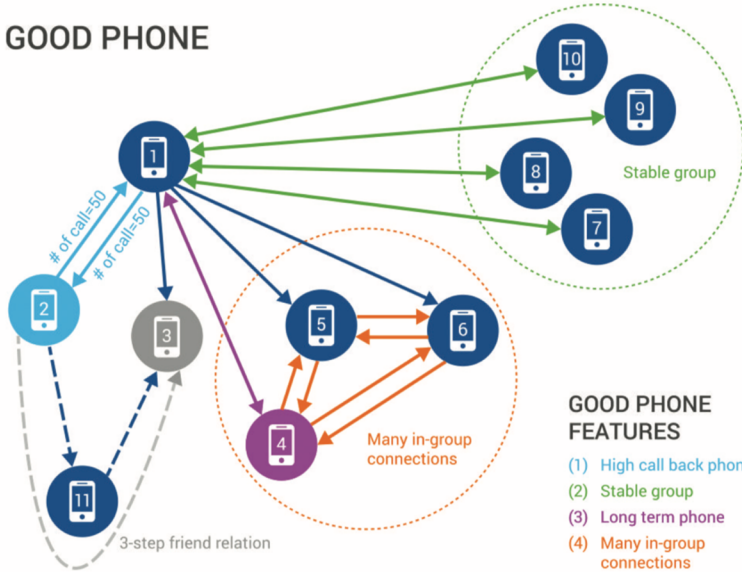 GOOD PHONE
10
9
1
8
Stable group
7
# of call=50
# of call=50
2
3
5
6
4
Many in-group
connections
11
3-step friend relation
GOOD PHONE
FEATURES
(1) High call back phon
(2) Stable group
(3) Long term phone
(4) Many in-group
connections